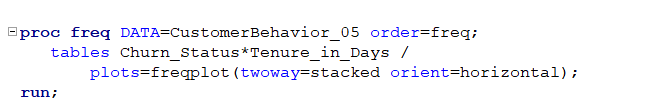 proc freq DATA=CustomerBehavior_05 order=freq;
tables Churn_Status*Tenure_in_Days /
plots=freqplot(twoway=stacked orient=horizontal);
run;